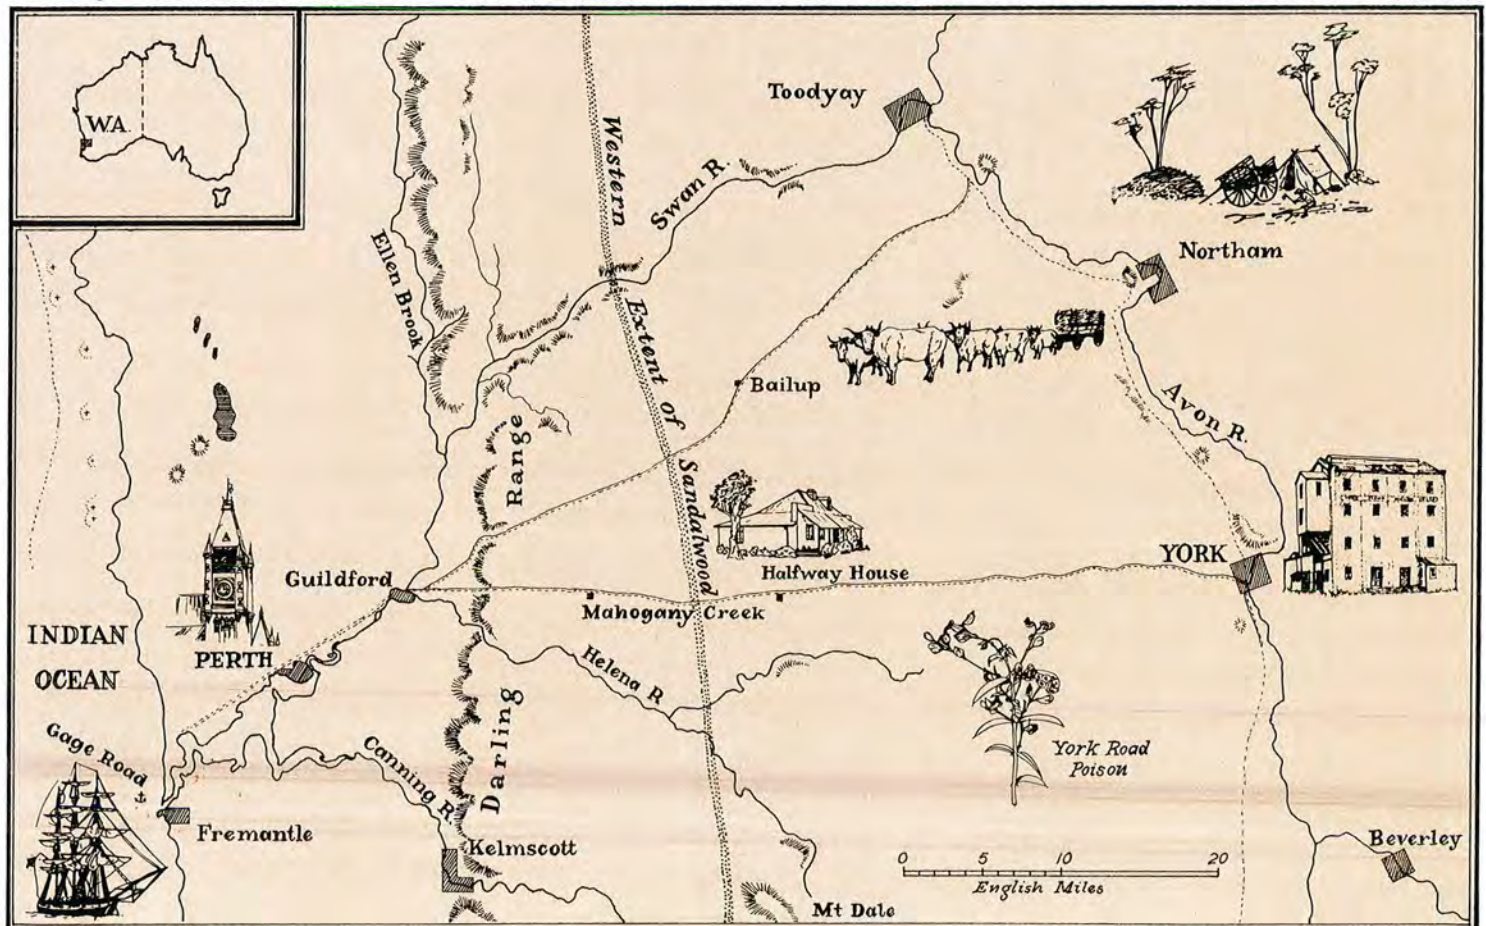 W.A.
Toodyay
Swan R.
Northam
Ellen Brook
Western Extent of Sandalwood
Bailup
Avon R.
Range
YORK
Guildford
Halfway House
Mahogany Creek
INDIAN
OCEAN
PERTH
Helena R
Darling
York Road
Poison
Gage Road
Canning R.
Fremantle
Kelmscott
Beverley
0 5 10 20
English Miles
Mt Dale